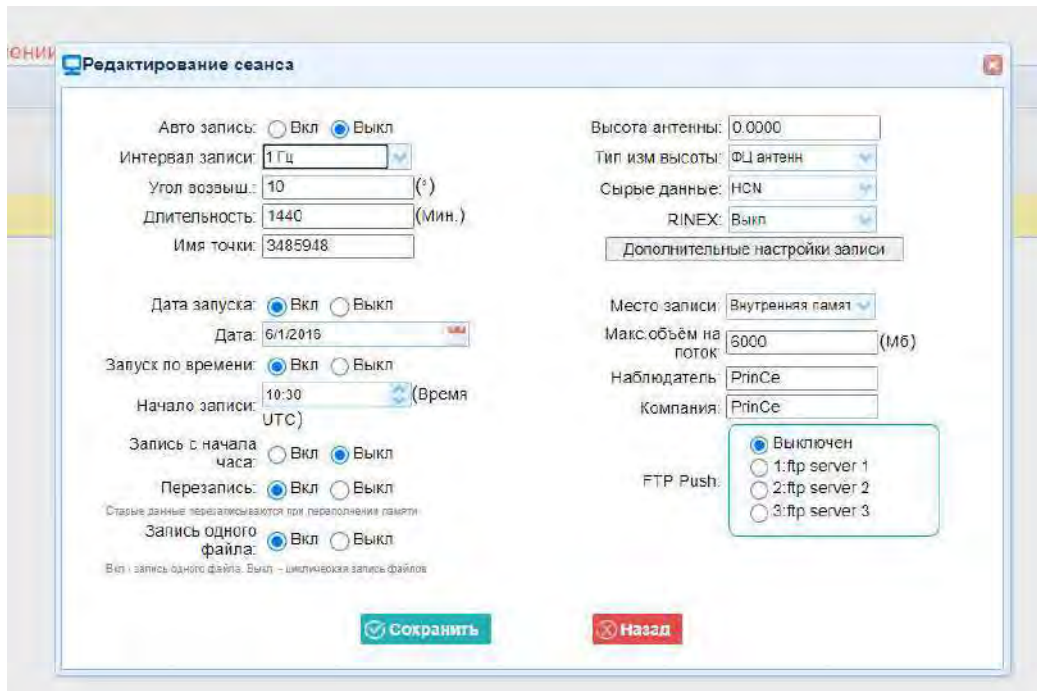 ении
Редактирование сеанса
Авто запись: Вкл Выкл
Интервал записи: 1 Гц
Угол возвыш.: 10 (°)
Длительность: 1440 (Мин.)
Имя точки: 3485948
Дата запуска: Вкл Выкл
Дата: 6/1/2016
Запуск по времени: Вкл Выкл
Начало записи: 10:30 (Время
UTC)
Запись с начала
часа: Вкл Выкл
Перезапись: Вкл Выкл
Старые данные перезаписываются при переполнении памяти
Запись одного
файла: Вкл Выкл
Вкл - запись одного файла. Выкл. - циклическая запись файлов
Высота антенны: 0.0000
Тип изм высоты: ФЦ антенн
Сырые данные: HCN
RINEX: Выкл
Дополнительные настройки записи
Место записи: Внутренняя памят
Макс.объём на
поток: 6000 (Мб)
Наблюдатель: PrinCe
Компания: PrinCe
FTP Push:
Выключен
1:ftp server 1
2:ftp server 2
3:ftp server 3
Сохранить
Назад